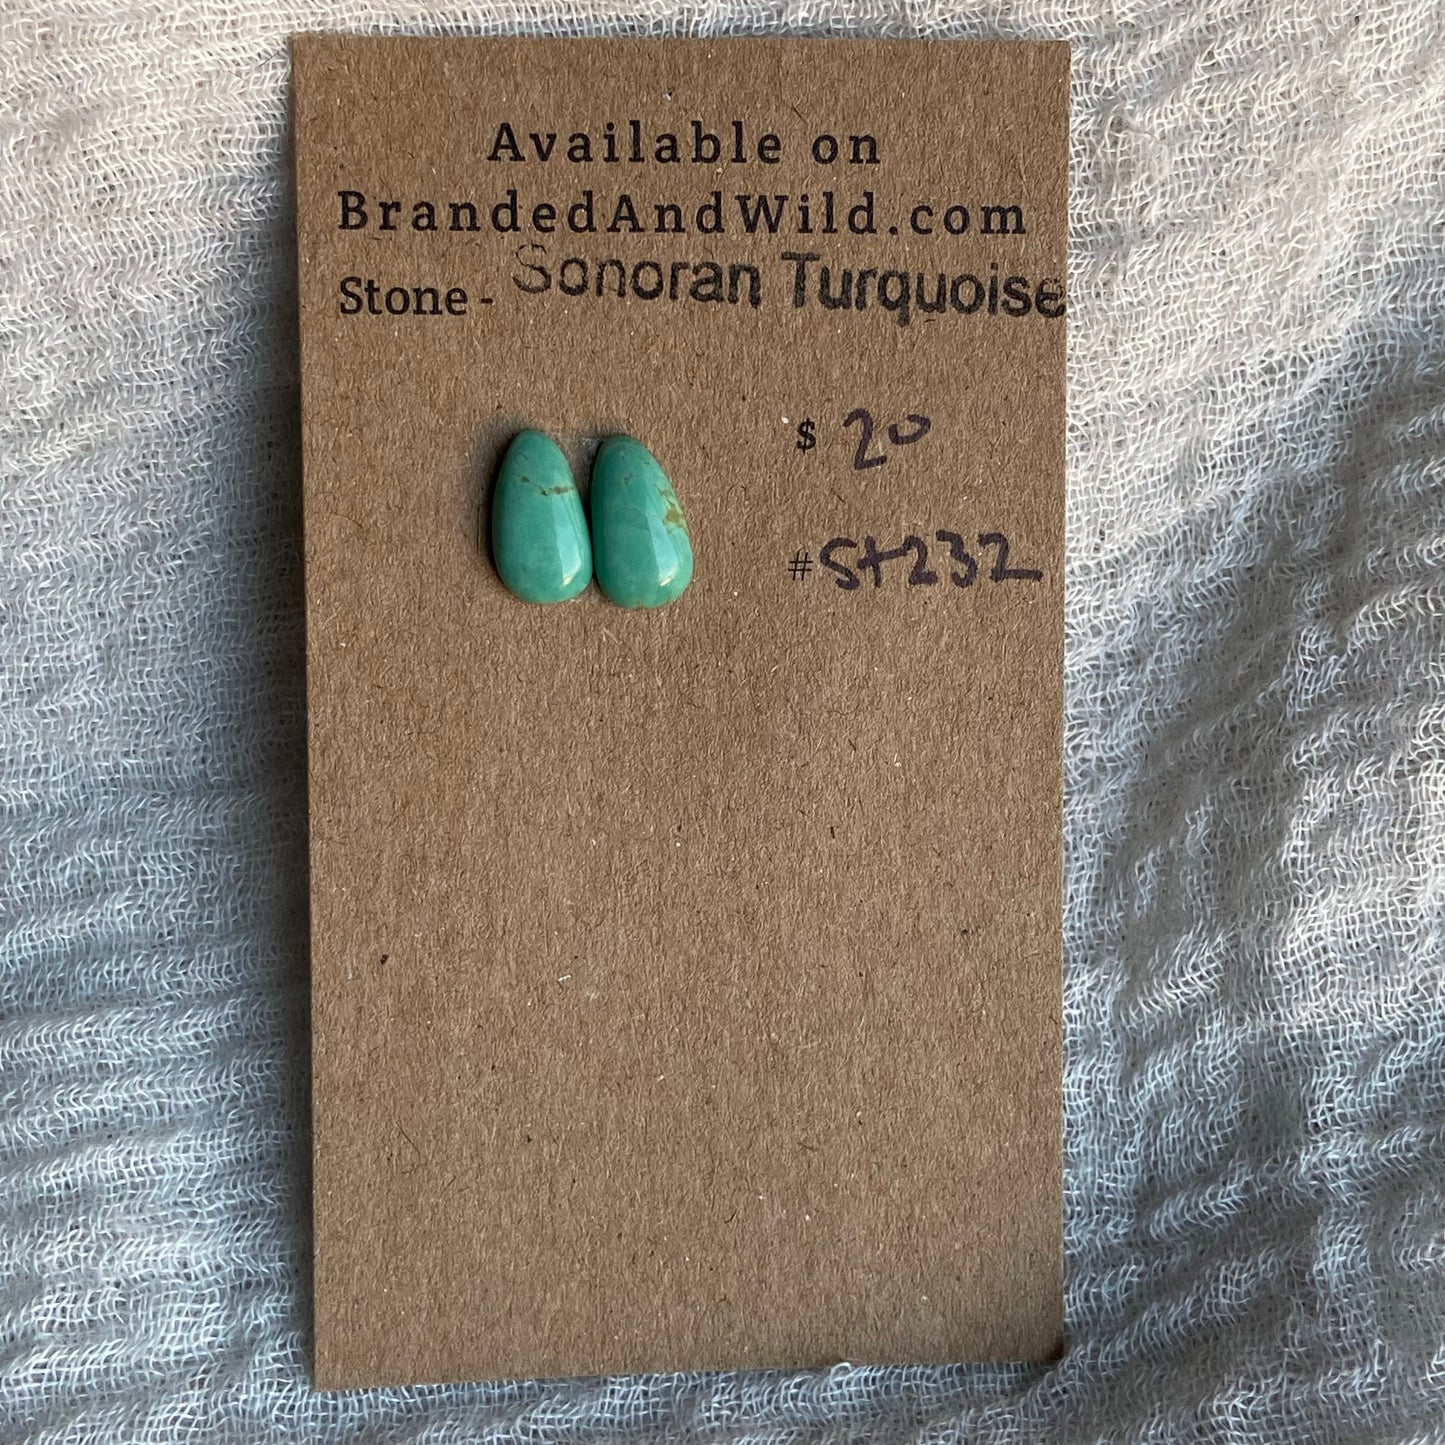 Available on
BrandedAndWild.com
Stone - Sonoran Turquoise
$ 20
#St232